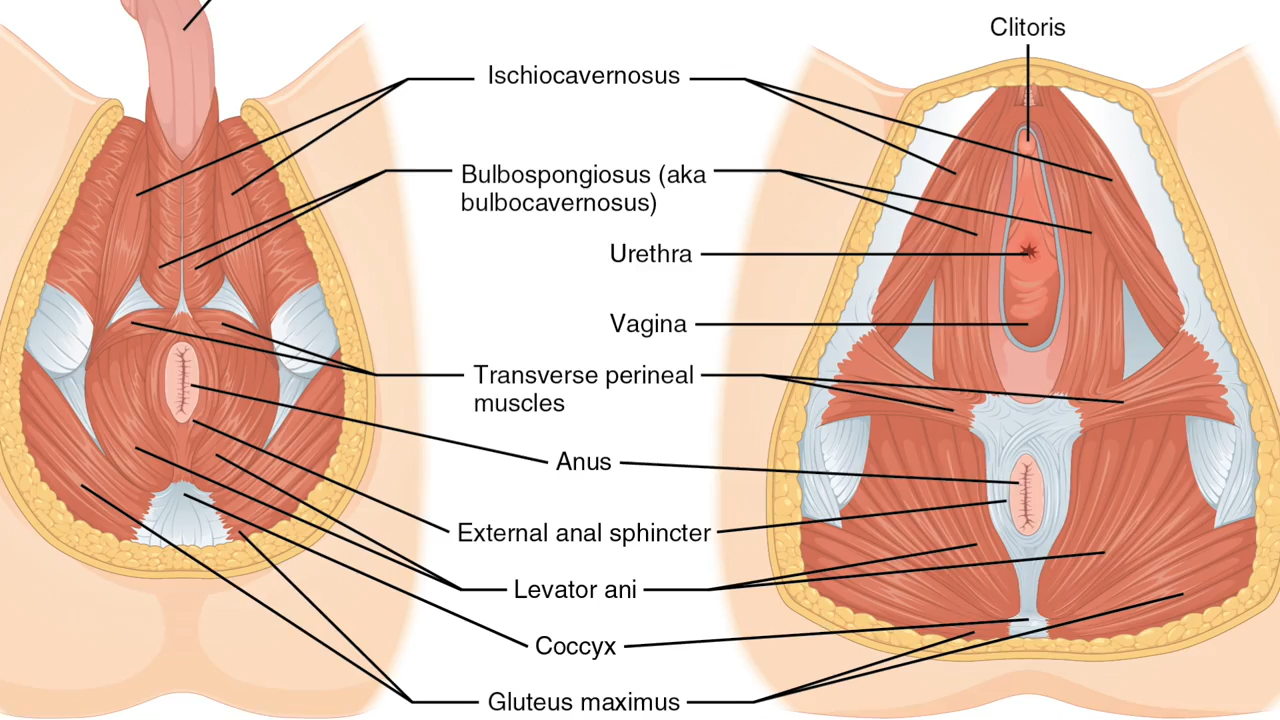 Clitoris
Ischiocavernosus
Bulbospongiosus (aka
bulbocavernosus)
Urethra
Vagina
Transverse perineal
muscles
Anus
External anal sphincter
Levator ani
Coccyx
Gluteus maximus